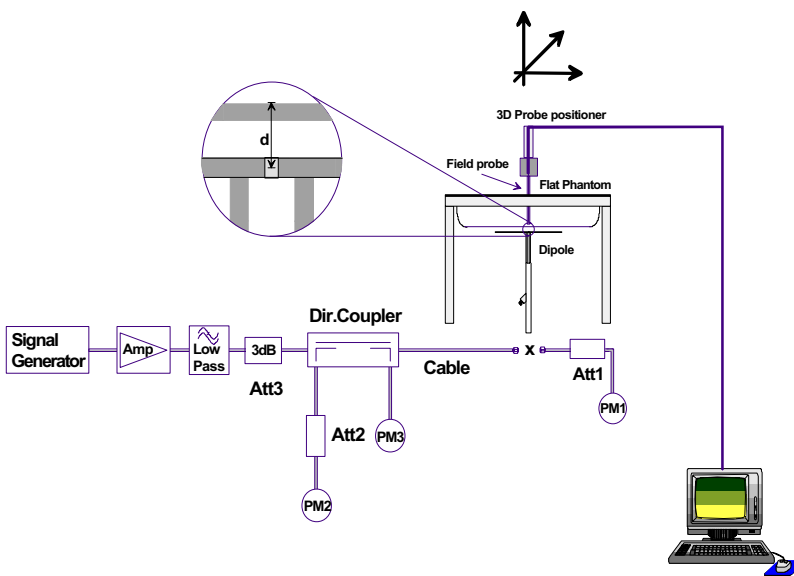 3D Probe positioner
d
Field probe
Flat Phantom
Dipole
Dir.Coupler
Signal
Generator
Amp
Low
Pass
3dB
Att3
Cable
x
Att1
PM1
Att2
PM3
PM2